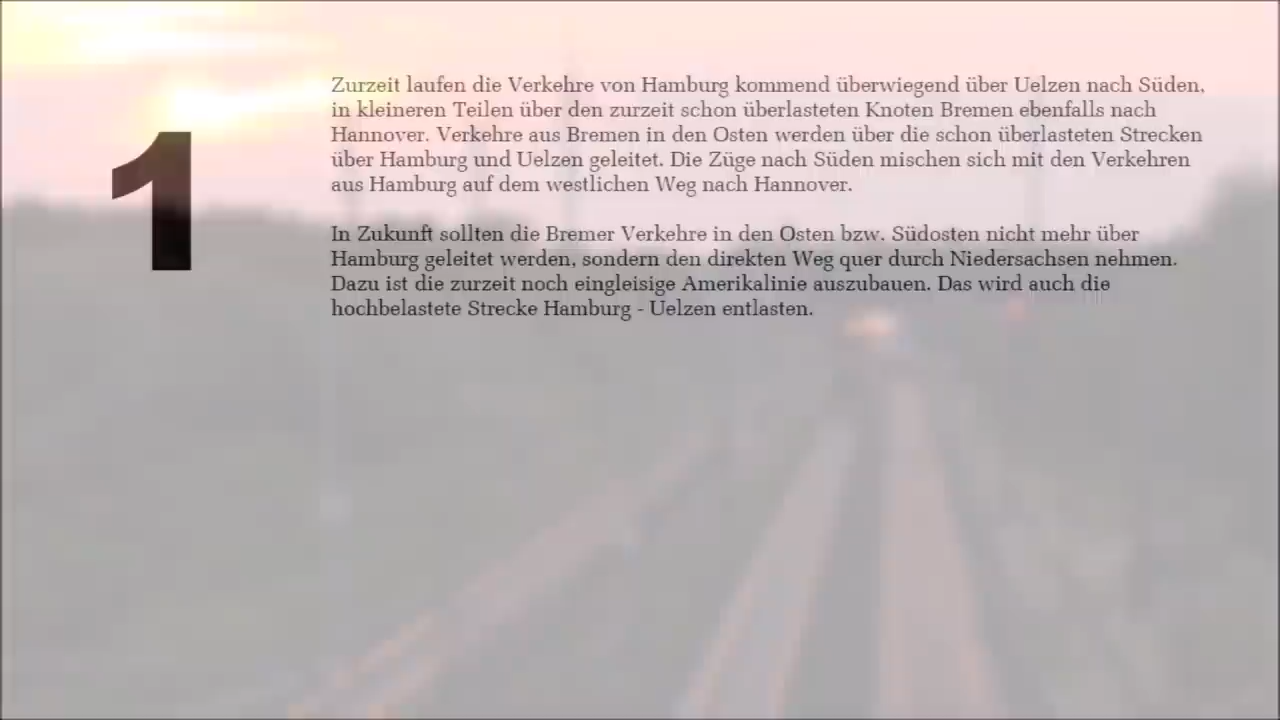 1
Zurzeit laufen die Verkehre von Hamburg kommend überwiegend über Uelzen nach Süden,
in kleineren Teilen über den zurzeit schon überlasteten Knoten Bremen ebenfalls nach
Hannover. Verkehre aus Bremen in den Osten werden über die schon überlasteten Strecken
über Hamburg und Uelzen geleitet. Die Züge nach Süden mischen sich mit den Verkehren
aus Hamburg auf dem westlichen Weg nach Hannover.
In Zukunft sollten die Bremer Verkehre in den Osten bzw. Südosten nicht mehr über
Hamburg geleitet werden, sondern den direkten Weg quer durch Niedersachsen nehmen.
Dazu ist die zurzeit noch eingleisige Amerikalinie auszubauen. Das wird auch die
hochbelastete Strecke Hamburg - Uelzen entlasten.